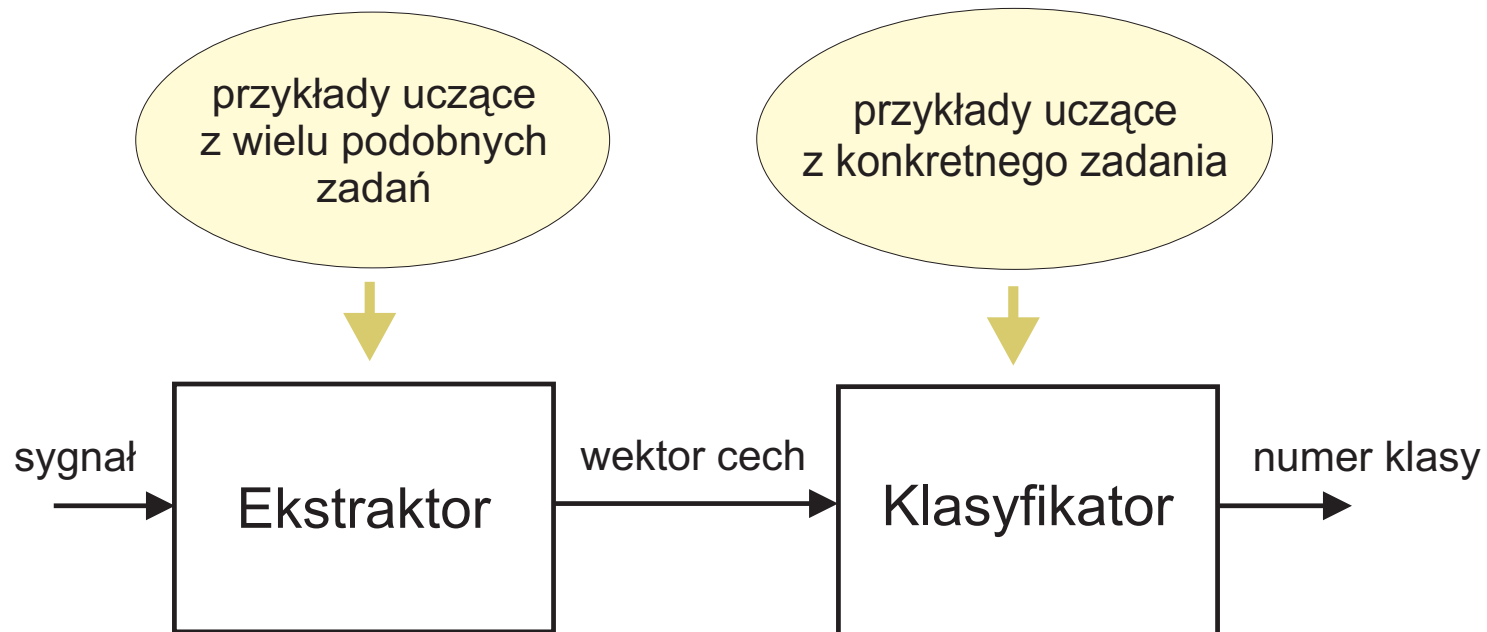 przykłady uczące
z wielu podobnych
zadań
przykłady uczące
z konkretnego zadania
sygnał
Ekstraktor
wektor cech
Klasyfikator
numer klasy